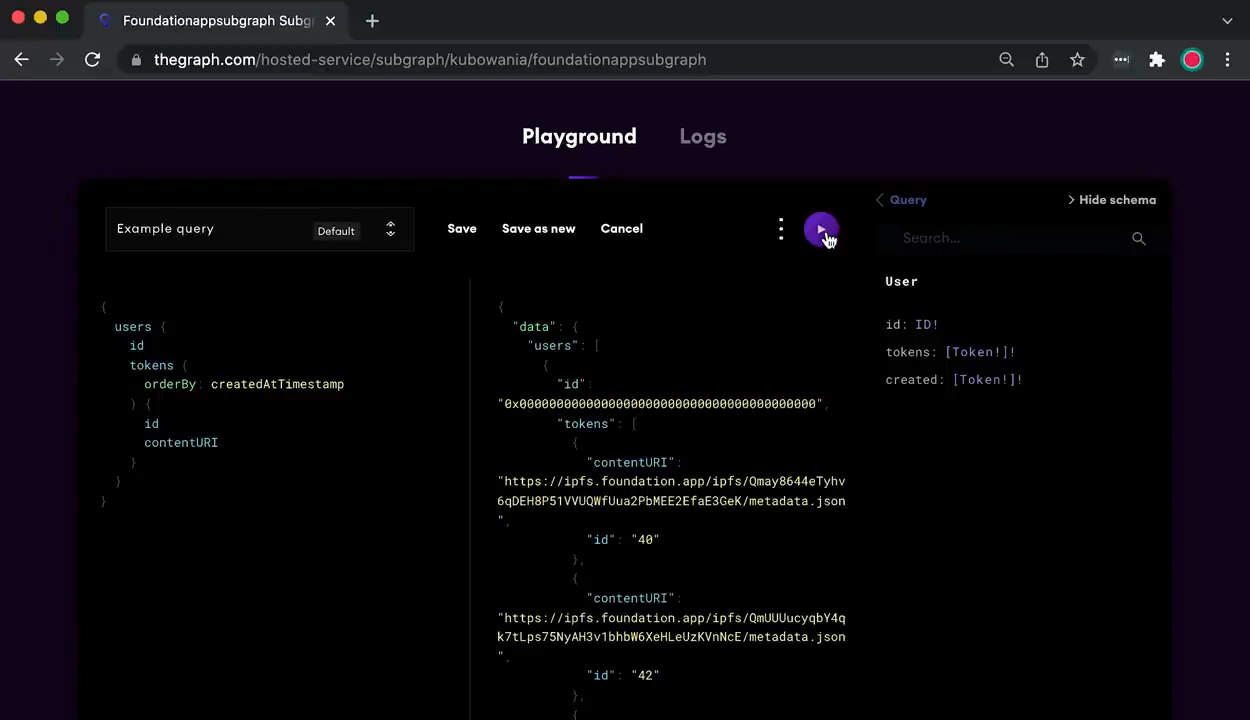 Foundationappsubgraph Subg
thegraph.com/hosted-service/subgraph/kubowania/foundationappsubgraph
Playground
Logs
Example query
Default
Save
Save as new
Cancel
Query
Hide schema
Search...
{
users {
id
tokens (
orderBy: createdAtTimestamp
) {
id
contentURI
}
}
}
{
"data": {
"users": [
{
"id":
"0x0000000000000000000000000000000000000000",
"tokens": [
{
"contentURI":
"https://ipfs.foundation.app/ipfs/Qmay8644eTyhv
6qDEH8P51VVUQWfUua2PbMEE2EfaE3GeK/metadata.json
",
"id": "40"
},
{
"contentURI":
"https://ipfs.foundation.app/ipfs/QmUUUucyqbY4q
k7tLps75NyAH3v1bhbW6XeHLeUzKVnNcE/metadata.json
",
"id": "42"
},
{
User
id: ID!
tokens: [Token!]!
created: [Token!]!